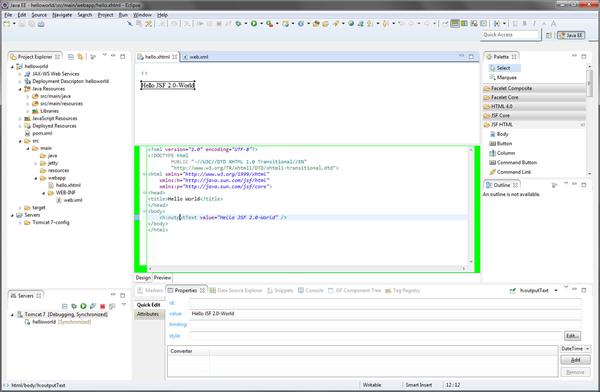 Java EE - helloworld/src/main/webapp/hello.xhtml - Eclipse
File Edit Navigate Search Project Run Window Help
Quick Access
Java EE
Project Explorer
helloworld
JAX-WS Web Services
Deployment Descriptor: helloworld
Java Resources
src/main/java
src/main/resources
Libraries
JavaScript Resources
Deployed Resources
pom.xml
src
main
java
jetty
resources
webapp
hello.xhtml
WEB-INF
web.xml
target
Servers
Tomcat 7-config
hello.xhtml
web.xml
Hello JSF 2.0-World
<?xml version="1.0" encoding="UTF-8"?>
<!DOCTYPE html
PUBLIC "-//W3C//DTD XHTML 1.0 Transitional//EN"
"http://www.w3.org/TR/xhtml1/DTD/xhtml1-transitional.dtd">
<html xmlns="http://www.w3.org/1999/xhtml"
xmlns:h="http://java.sun.com/jsf/html"
xmlns:p="http://java.sun.com/jsf/core">
<head>
<title>Hello World</title>
</head>
<body>
<h:outputText value="Hello JSF 2.0-World" />
</body>
</html>
Design Preview
Palette
Select
Marquee
Facelet Composite
Facelet Core
HTML 4.0
JSF Core
JSF HTML
Body
Button
Column
Command Button
Command Link
Outline
An outline is not available.
Servers
Tomcat 7 [Debugging, Synchronized]
helloworld [Synchronized]
Markers Properties Data Source Explorer Snippets Console JSF Component Tree Tag Registry
h:outputText
Quick Edit
Attributes
id:
value: Hello JSF 2.0-World
binding:
style
Edit...
Converter
DateTime
Add
Remove
html/body/h:outputText
Writable
Smart Insert
12 : 12